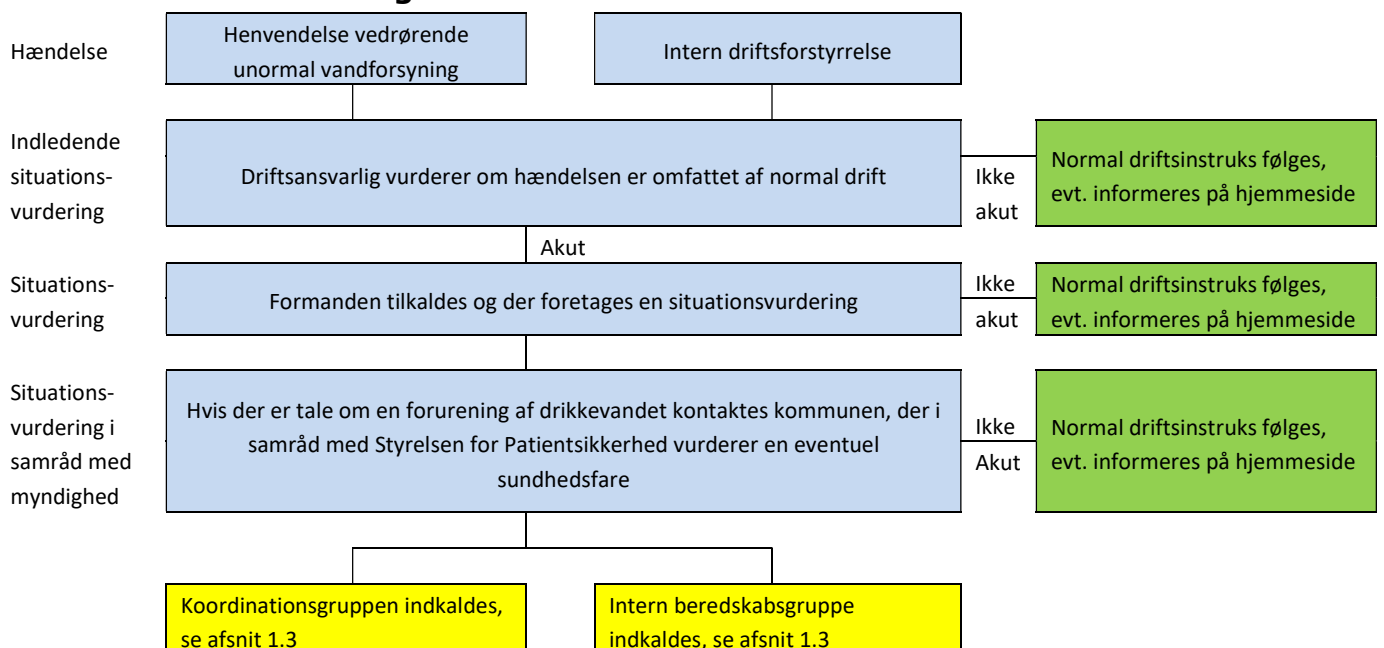 Hændelse
Henvendelse vedrørende
unormal vandforsyning
Intern driftsforstyrrelse
Indledende
situations-
vurdering
Driftsansvarlig vurderer om hændelsen er omfattet af normal drift
Ikke
akut
Normal driftsinstruks følges,
evt. informeres på hjemmeside
Akut
Situations-
vurdering
Formanden tilkaldes og der foretages en situationsvurdering
Ikke
akut
Normal driftsinstruks følges,
evt. informeres på hjemmeside
Situations-
vurdering i
samråd med
myndighed
Hvis der er tale om en forurening af drikkevandet kontaktes kommunen, der i
samråd med Styrelsen for Patientsikkerhed vurderer en eventuel
sundhedsfare
Ikke
Akut
Normal driftsinstruks følges,
evt. informeres på hjemmeside
Koordinationsgruppen indkaldes,
se afsnit 1.3
Intern beredskabsgruppe
indkaldes, se afsnit 1.3